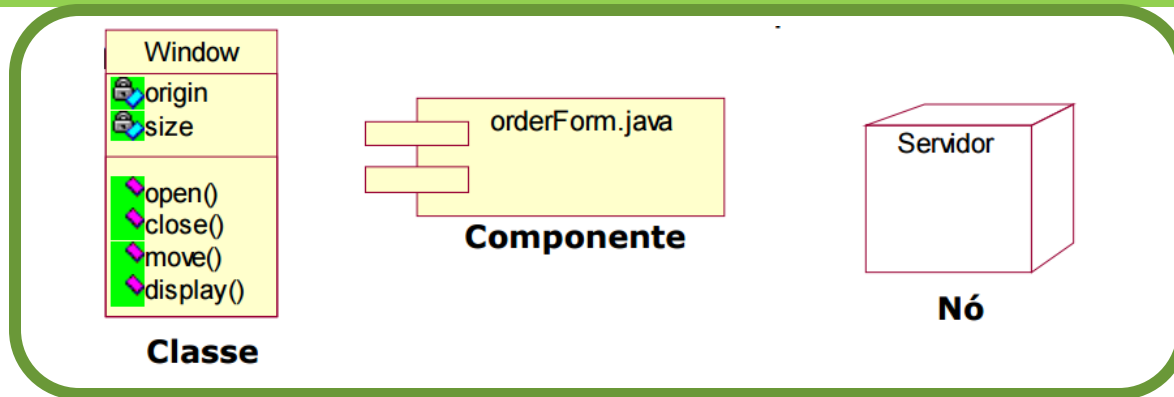 Window
origin
size
open()
close()
move()
display()
Classe
orderForm.java
Componente
Servidor
Nó